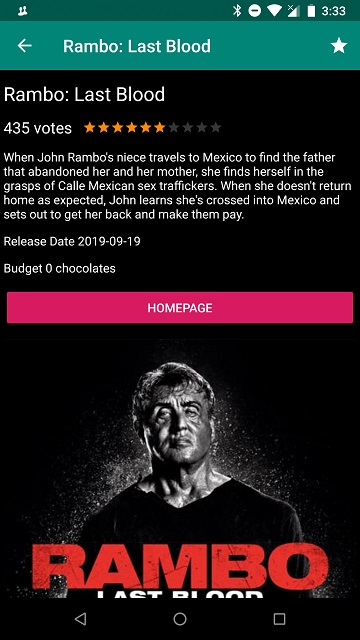 3:33
Rambo: Last Blood
Rambo: Last Blood
435 votes
When John Rambo's niece travels to Mexico to find the father
that abandoned her and her mother, she finds herself in the
grasps of Calle Mexican sex traffickers. When she doesn't return
home as expected, John learns she's crossed into Mexico and
sets out to get her back and make them pay.
Release Date 2019-09-19
Budget 0 chocolates
HOMEPAGE
RAMBO
LAST BLOOD